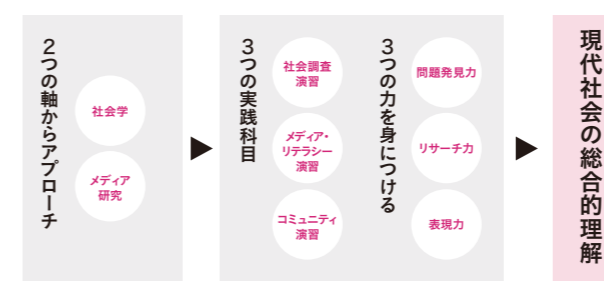 2つの軸からアプローチ
社会学
メディア
研究
3つの実践科目
社会調査
演習
メディア・
リテラシー
演習
コミュニティ
演習
3つの力を身につける
問題発見力
リサーチ力
表現力
現代社会の総合的理解